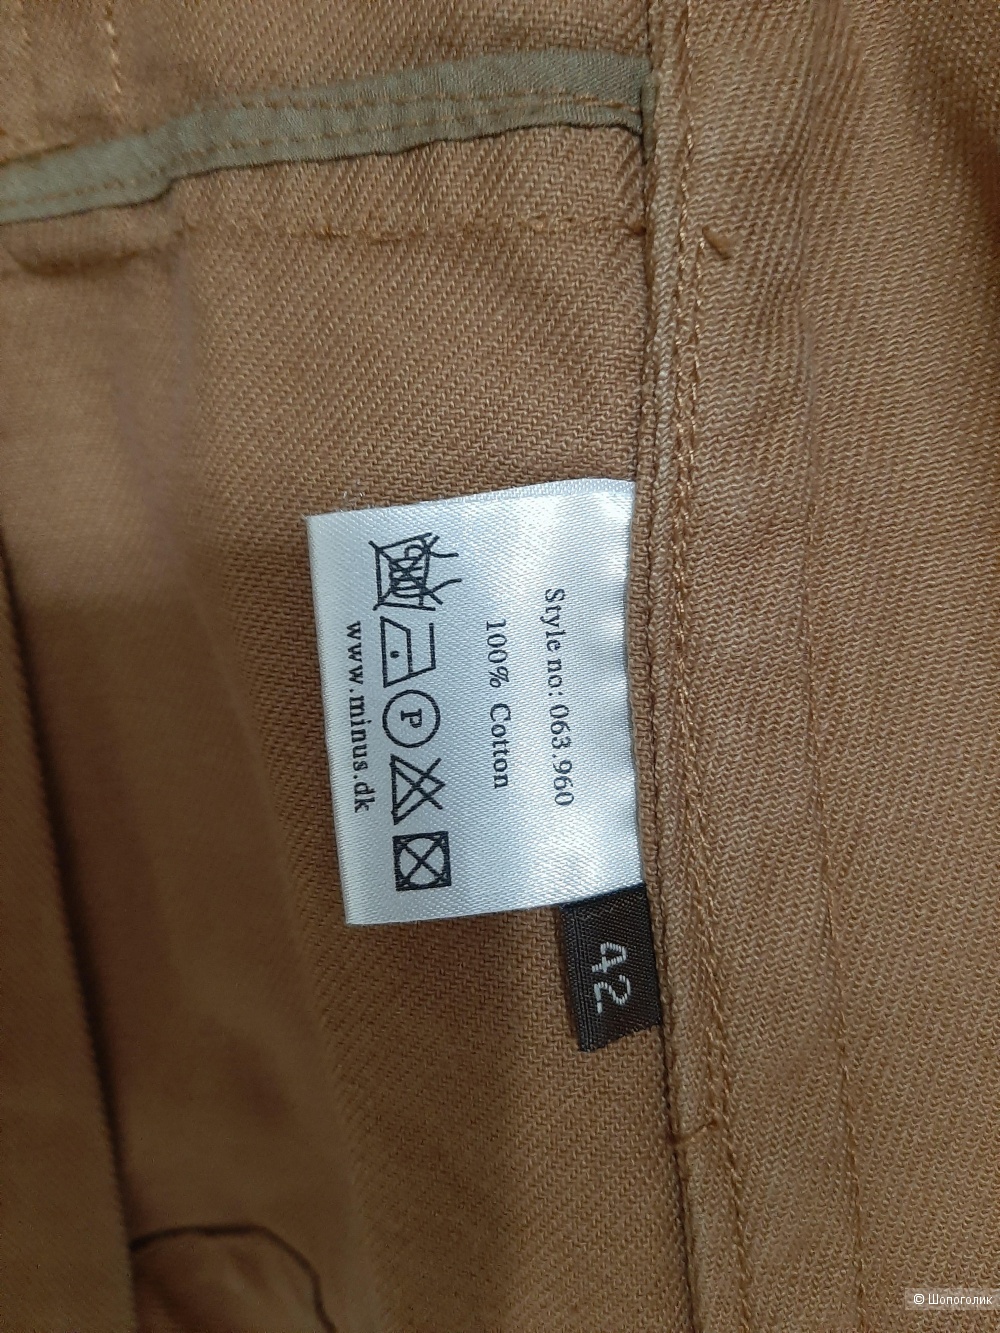 Style no: 063.960
100% Cotton
P
www.minus.dk
42
© Шопоголик